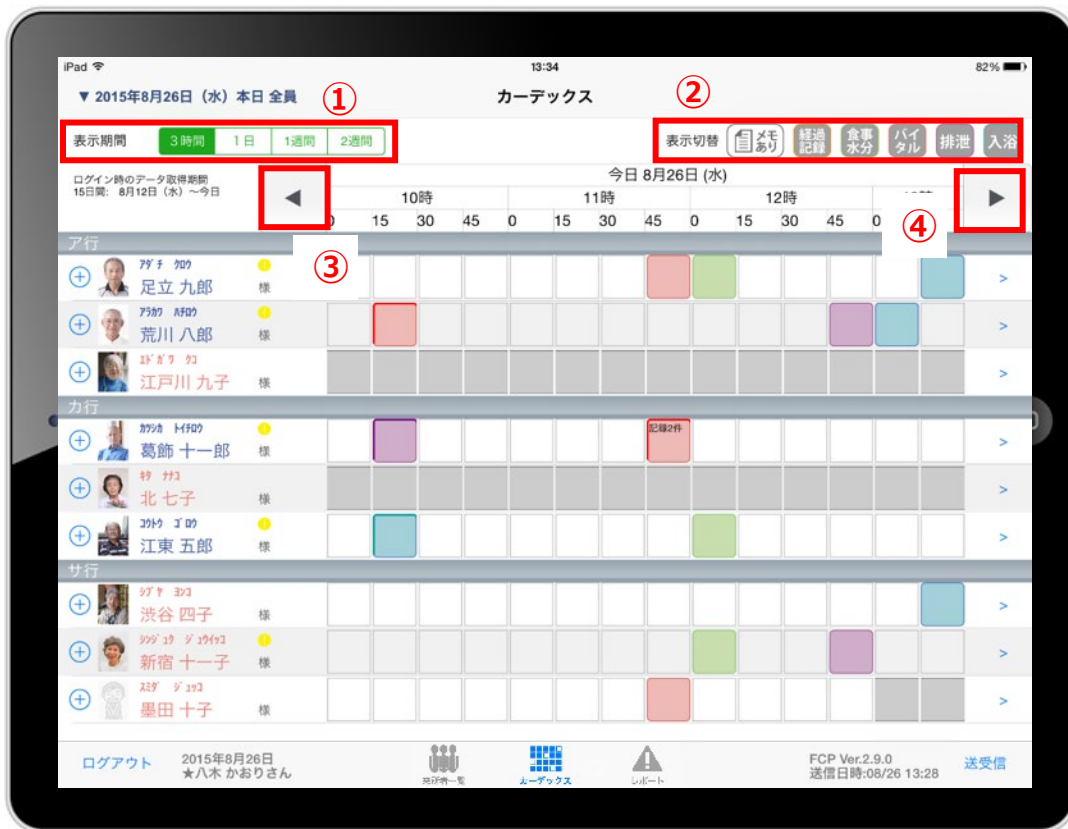 iPad 13:34 82%
▼ 2015年8月26日（水）本日 全員 ① カーデックス ②
表示期間 3時間 1日 1週間 2週間 表示切替 メモあり 経過記録 食事水分 バイタル 排泄 入浴
ログイン時のデータ取得期間
15日間: 8月12日（水）～今日
◀ 今日 8月26日 (水) ▶
10時 11時 12時
15 30 45 0 15 30 45 0 15 30 45 0 ④
ア行
③
アダチ クロウ
足立 九郎 様 >
アラカワ ハチロウ
荒川 八郎 様 >
エドガワ クコ
江戸川 九子 様 >
カ行
カツシカ トイチロウ 記録2件
葛飾 十一郎 様 >
キタ ナナコ
北 七子 様 >
コウトウ ゴロウ
江東 五郎 様 >
サ行
シブヤ ヨンコ
渋谷 四子 様 >
シンジュク ジュウイッコ
新宿 十一子 様 >
スミダ ジュッコ
墨田 十子 様 >
ログアウト 2015年8月26日
★八木 かおりさん
カーデックス レポート
FCP Ver.2.9.0
送信日時:08/26 13:28 送受信